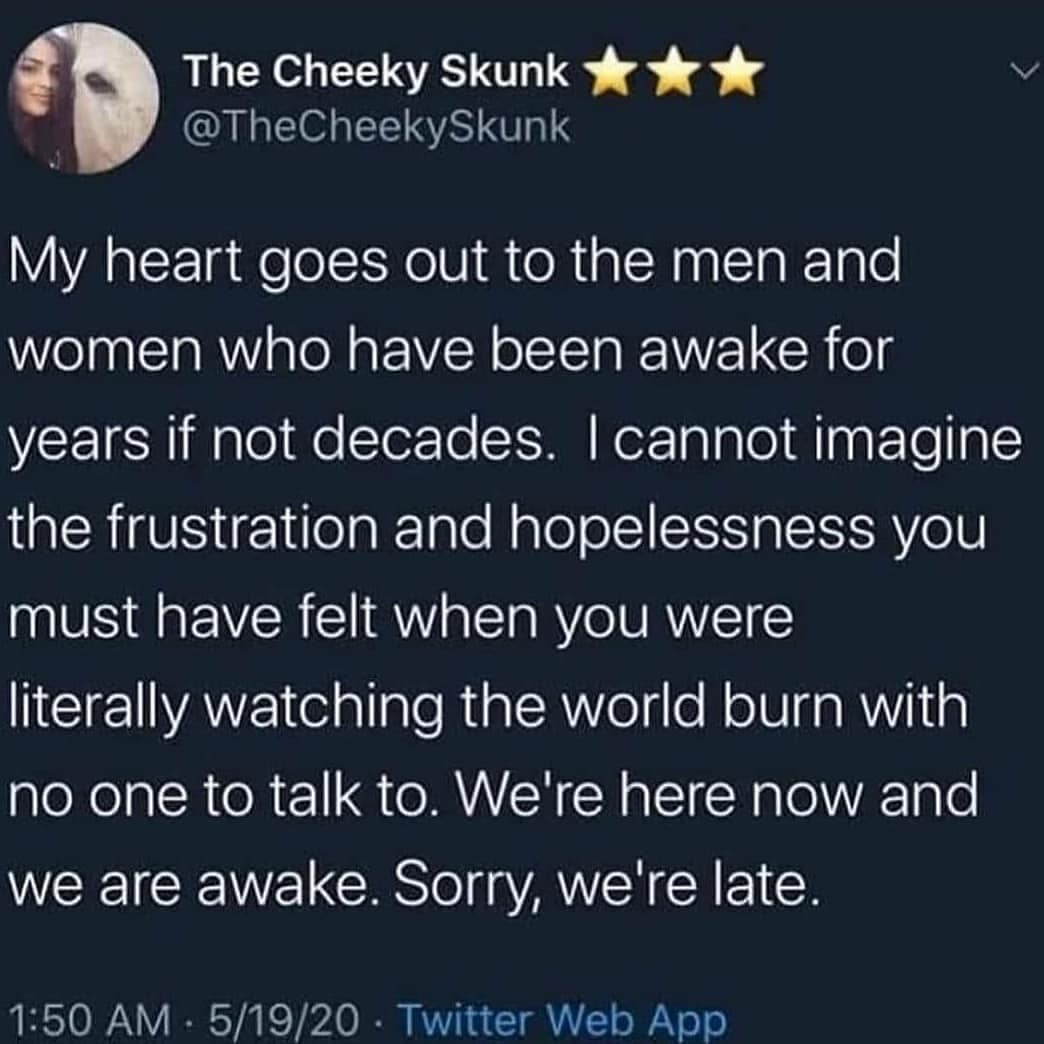 The Cheeky Skunk ⭐⭐⭐
@TheCheekySkunk
My heart goes out to the men and
women who have been awake for
years if not decades.  I cannot imagine
the frustration and hopelessness you
must have felt when you were
literally watching the world burn with
no one to talk to. We're here now and
we are awake. Sorry, we're late.
1:50 AM · 5/19/20 · Twitter Web App